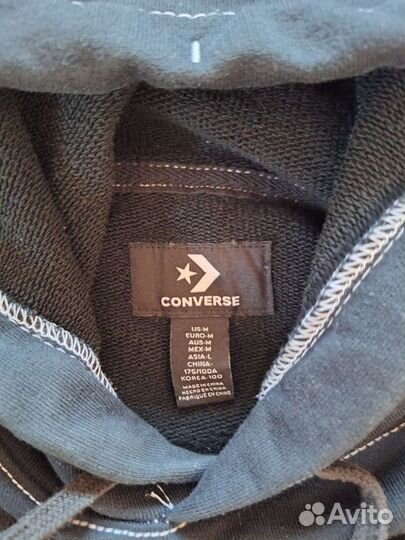 CONVERSE
US-M
EURO-M
AUS-M
MEX-M
ASIA-L
CHINA-
175/100A
KOREA-100
MADE IN CHINA
HECHO EN CHINA
FABRIQUÉ EN CHINE
Avito